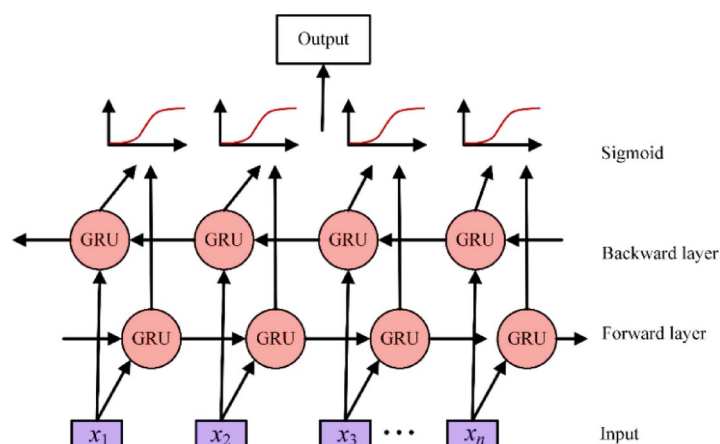 Output
Sigmoid
GRU GRU GRU GRU
Backward layer
GRU GRU GRU GRU
Forward layer
x1 x2 x3 ... xn
Input